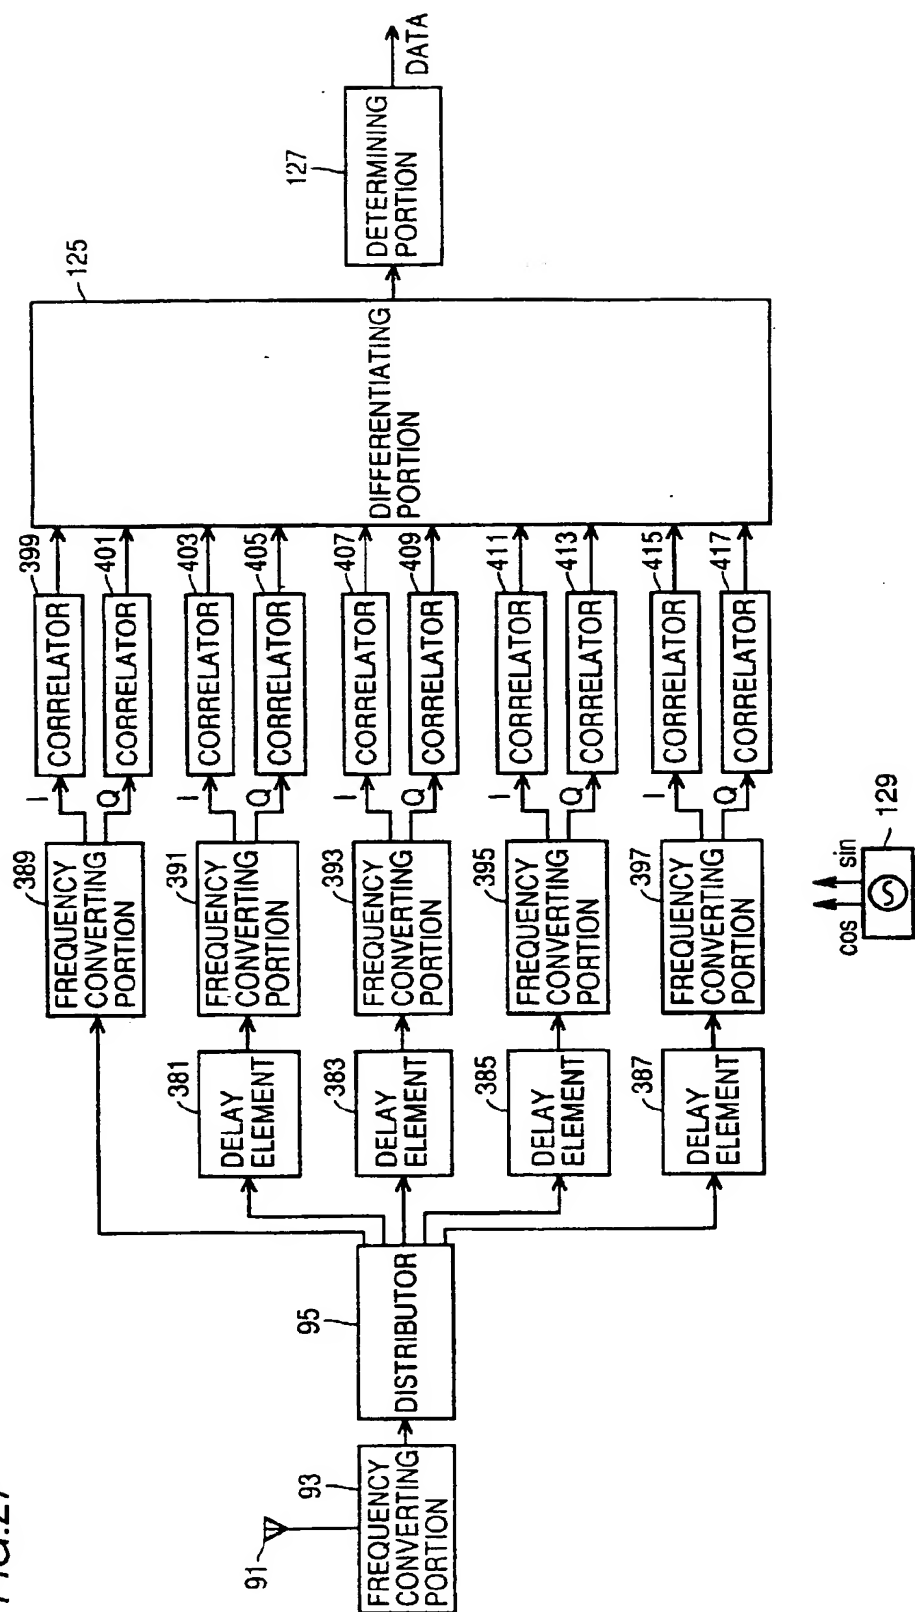 FIG.27
91
93
FREQUENCY
CONVERTING
PORTION
95
DISTRIBUTOR
381
DELAY
ELEMENT
383
DELAY
ELEMENT
385
DELAY
ELEMENT
387
DELAY
ELEMENT
389
FREQUENCY
CONVERTING
PORTION
391
FREQUENCY
CONVERTING
PORTION
393
FREQUENCY
CONVERTING
PORTION
395
FREQUENCY
CONVERTING
PORTION
397
FREQUENCY
CONVERTING
PORTION
I
Q
I
Q
I
Q
I
Q
I
Q
399
CORRELATOR
401
CORRELATOR
403
CORRELATOR
405
CORRELATOR
407
CORRELATOR
409
CORRELATOR
411
CORRELATOR
413
CORRELATOR
415
CORRELATOR
417
CORRELATOR
125
DIFFERENTIATING
PORTION
127
DETERMINING
PORTION
DATA
cos
sin
129